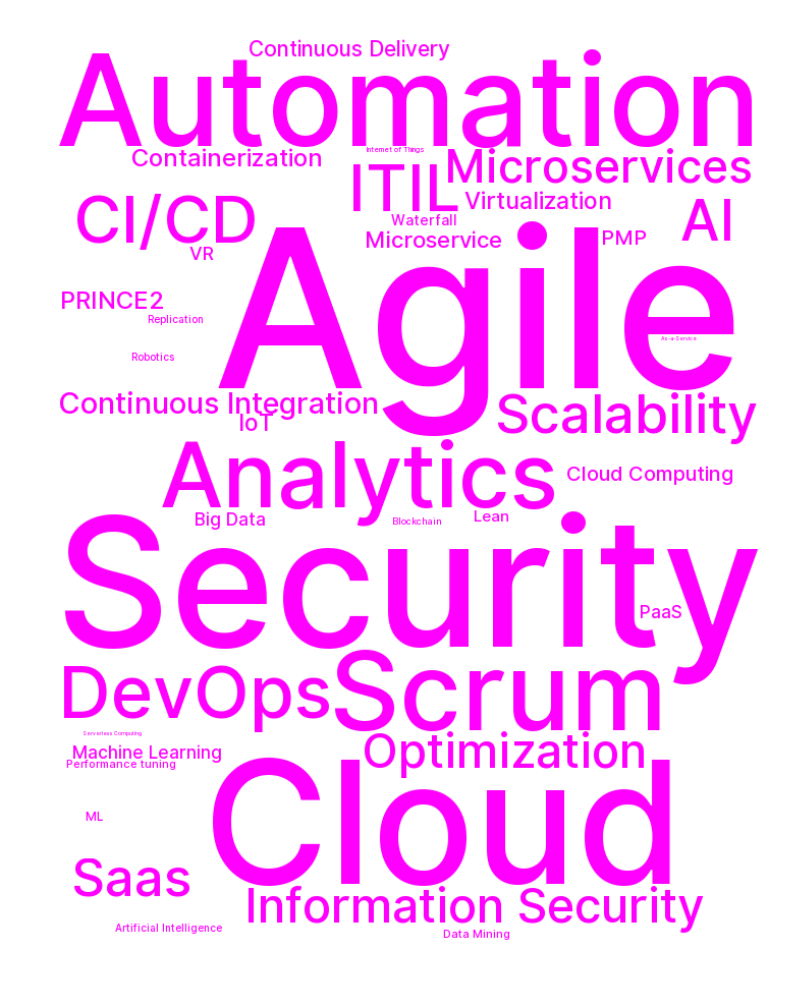 Continuous Delivery
Automation
Internet of Things
Containerization
ITIL
Microservices
CI/CD
Virtualization
AI
Waterfall
Microservice
PMP
VR
Agile
PRINCE2
Replication
As-a-Service
Robotics
Continuous Integration
IoT
Scalability
Analytics
Cloud Computing
Big Data
Blockchain
Lean
Security
PaaS
DevOps
Scrum
Serverless Computing
Machine Learning
Optimization
Performance tuning
Cloud
ML
Saas
Information Security
Artificial Intelligence
Data Mining